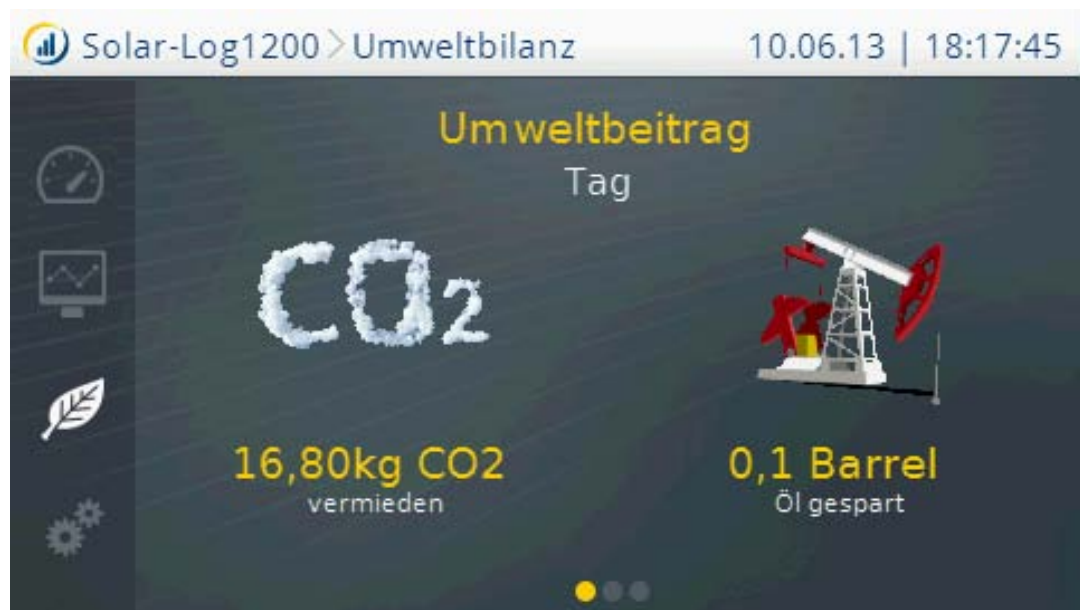 Solar-Log1200 > Umweltbilanz 10.06.13 | 18:17:45
Umweltbeitrag
Tag
CO2
16,80kg CO2 0,1 Barrel
vermieden Öl gespart